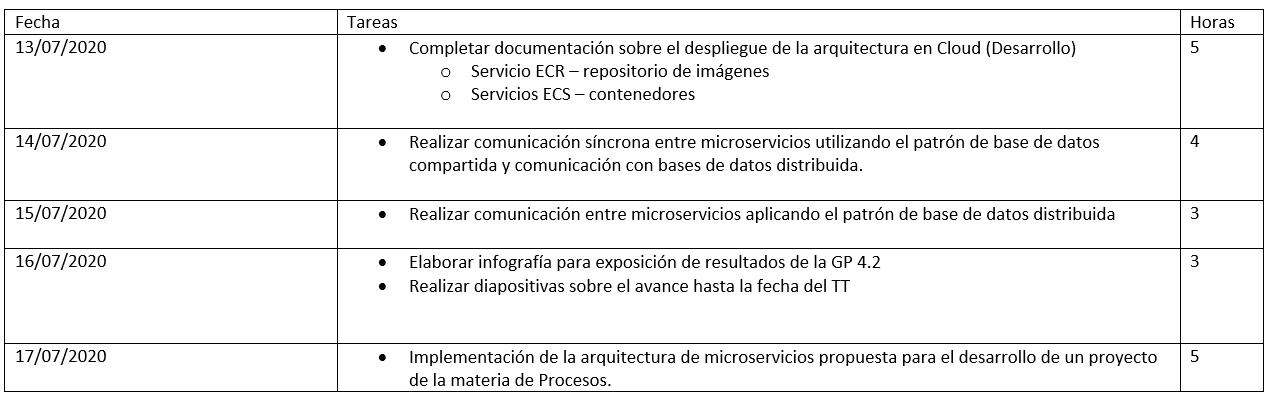 Fecha Tareas Horas
13/07/2020 • Completar documentación sobre el despliegue de la arquitectura en Cloud (Desarrollo) 5
o Servicio ECR – repositorio de imágenes
o Servicios ECS – contenedores
14/07/2020 • Realizar comunicación síncrona entre microservicios utilizando el patrón de base de datos 4
compartida y comunicación con bases de datos distribuida.
15/07/2020 • Realizar comunicación entre microservicios aplicando el patrón de base de datos distribuida 3
16/07/2020 • Elaborar infografía para exposición de resultados de la GP 4.2 3
• Realizar diapositivas sobre el avance hasta la fecha del TT
17/07/2020 • Implementación de la arquitectura de microservicios propuesta para el desarrollo de un proyecto 5
de la materia de Procesos.